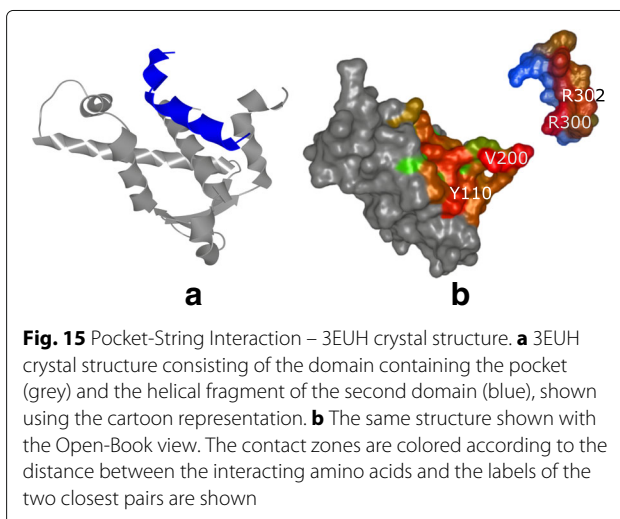 R302
R300
V200
Y110
a
b
Fig. 15 Pocket-String Interaction – 3EUH crystal structure. a 3EUH
crystal structure consisting of the domain containing the pocket
(grey) and the helical fragment of the second domain (blue), shown
using the cartoon representation. b The same structure shown with
the Open-Book view. The contact zones are colored according to the
distance between the interacting amino acids and the labels of the
two closest pairs are shown